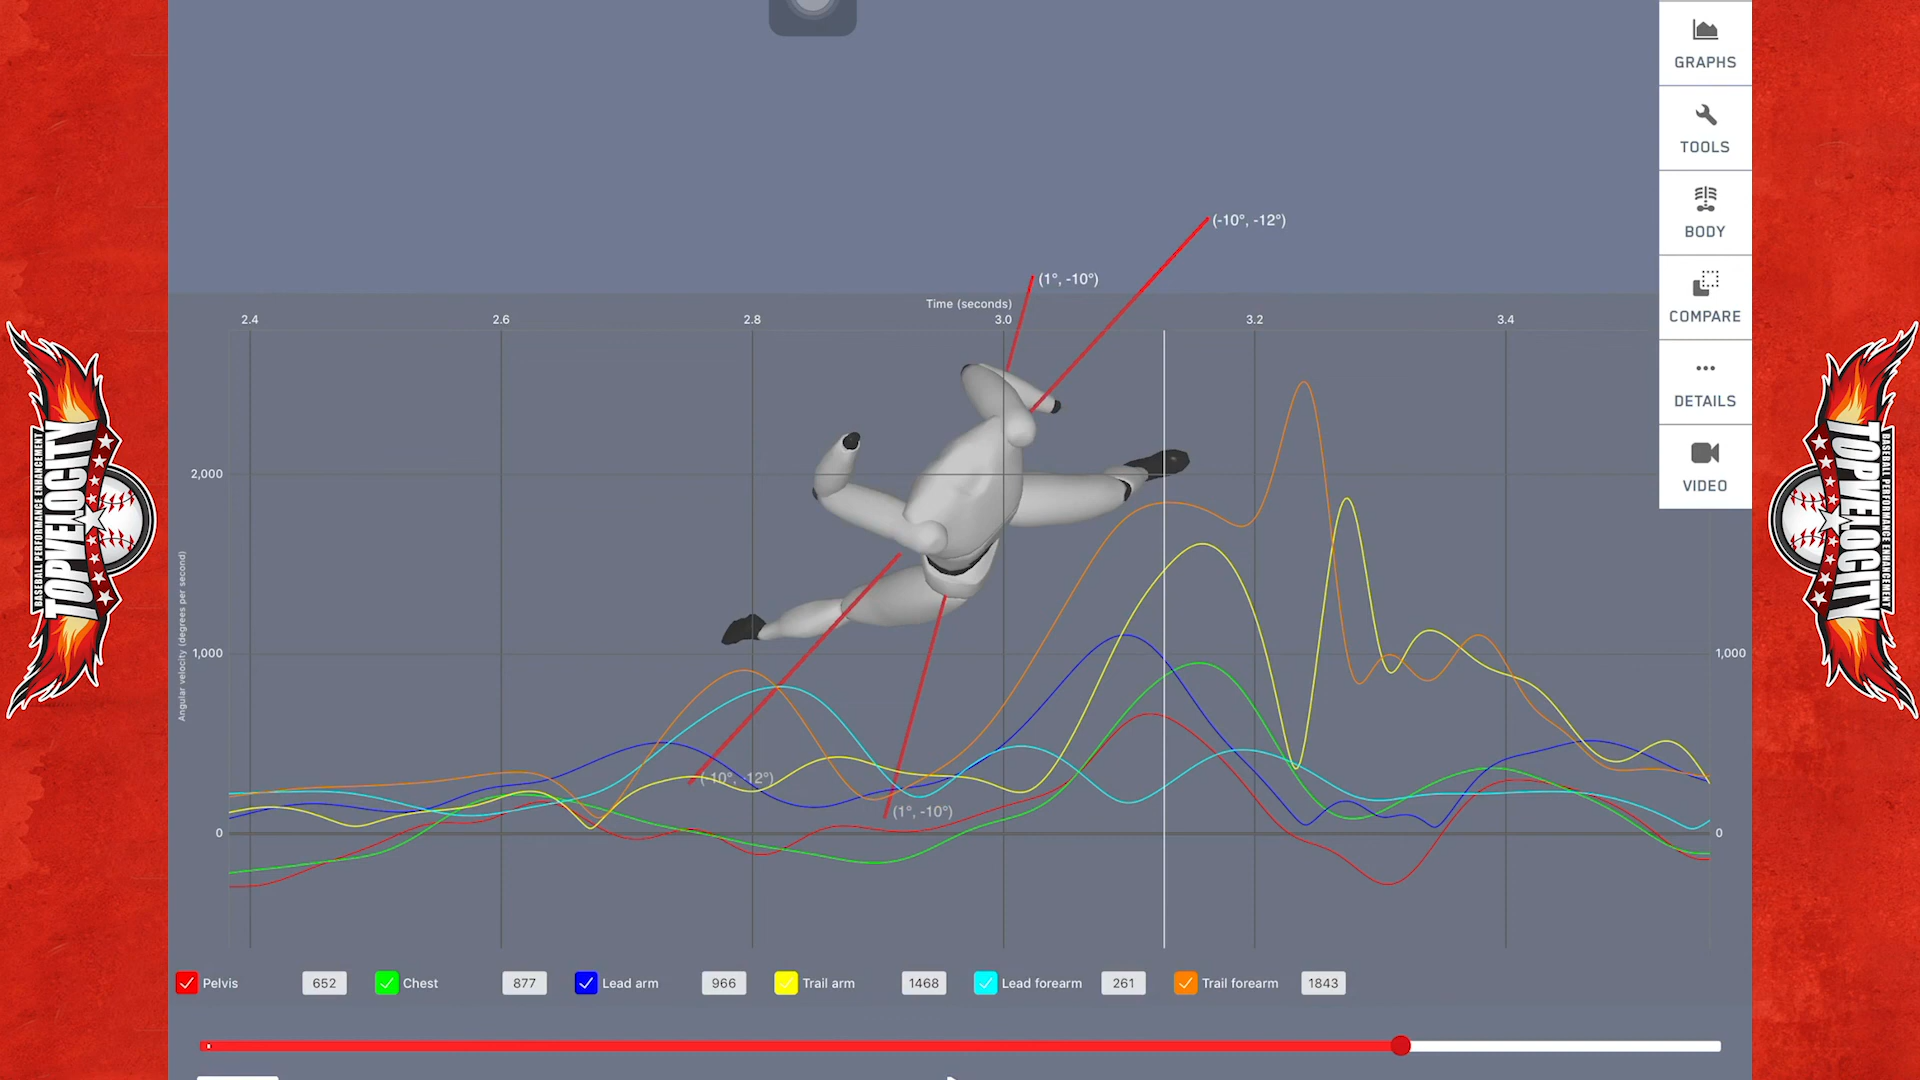 GRAPHS
TOOLS
BODY
COMPARE
DETAILS
VIDEO
(-10°, -12°)
(1°, -10°)
Time (seconds)
2.4 2.6 2.8 3.0 3.2 3.4
2,000
1,000 1,000
0 0
Angular velocity (degrees per second)
(-10°, -12°)
(1°, -10°)
Pelvis 652 Chest 877 Lead arm 966 Trail arm 1468 Lead forearm 261 Trail forearm 1843
BASEBALL PERFORMANCE ENHANCEMENT
TOPVELOCITY
BASEBALL PERFORMANCE ENHANCEMENT
TOPVELOCITY